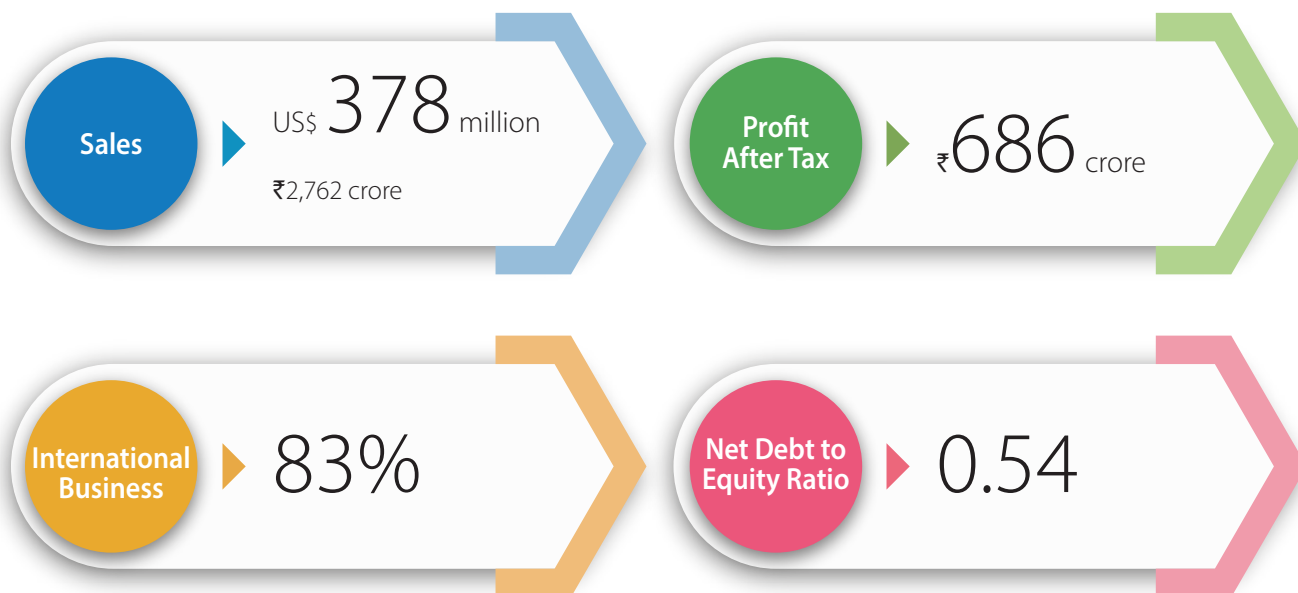 Sales
US$ 378 million
₹2,762 crore
Profit
After Tax
₹686 crore
International
Business
83%
Net Debt to
Equity Ratio
0.54